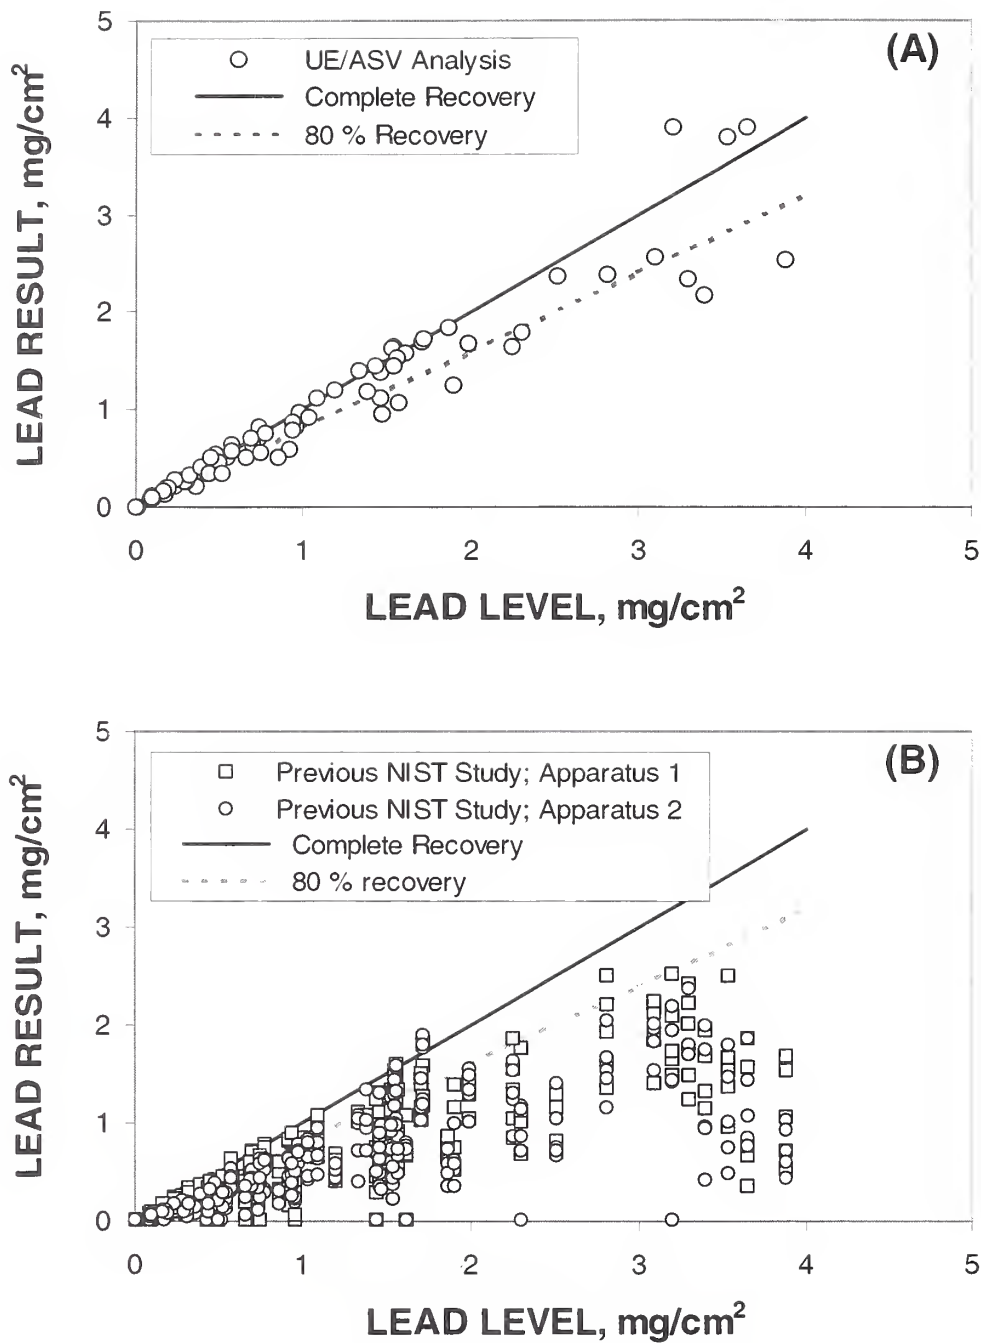 (A)
UE/ASV Analysis
Complete Recovery
80 % Recovery
LEAD RESULT, mg/cm²
5
4
3
2
1
0
0 1 2 3 4 5
LEAD LEVEL, mg/cm²
(B)
Previous NIST Study; Apparatus 1
Previous NIST Study; Apparatus 2
Complete Recovery
80 % recovery
LEAD RESULT, mg/cm²
5
4
3
2
1
0
0 1 2 3 4 5
LEAD LEVEL, mg/cm²